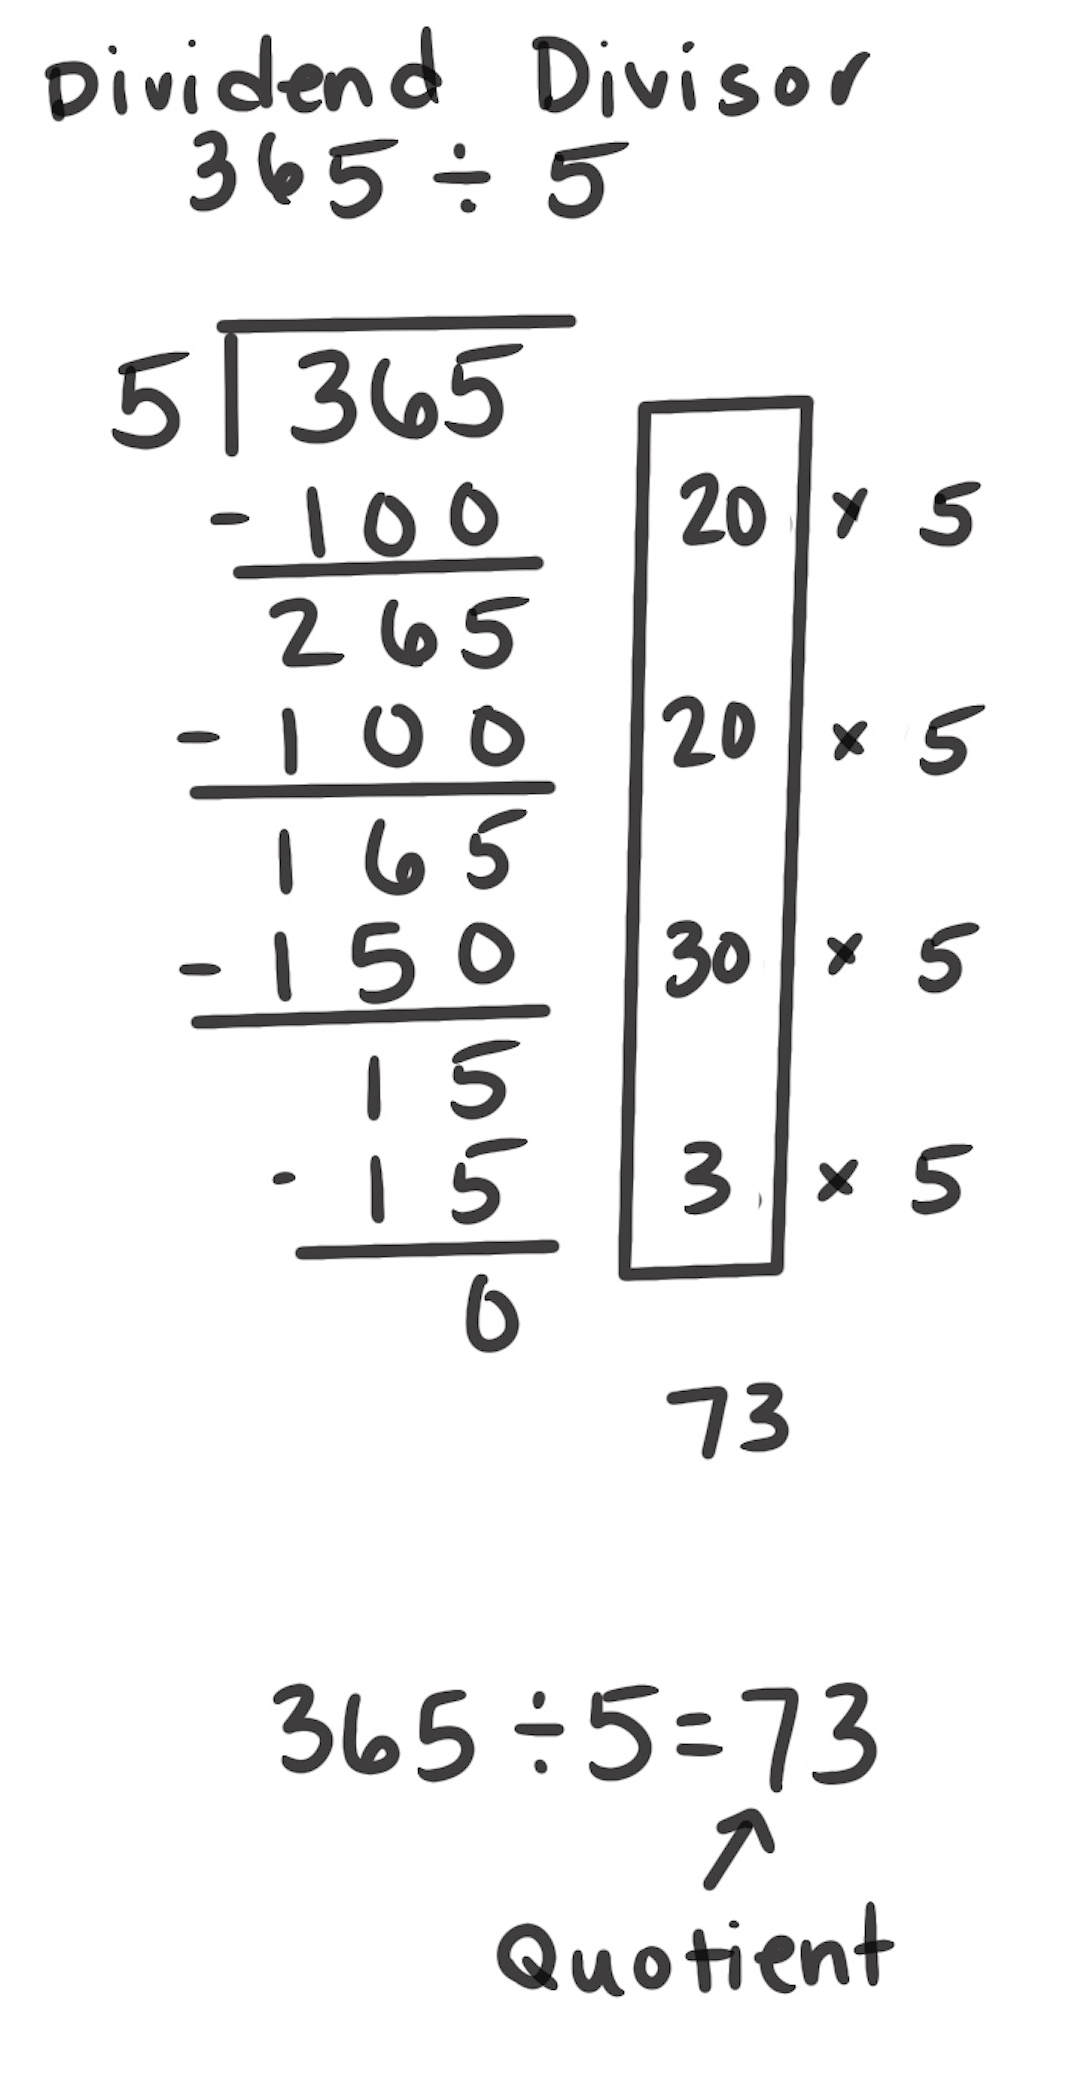 Dividend Divisor
365 ÷ 5
5 365
- 100 20 × 5
265
- 100 20 × 5
165
- 150 30 × 5
15
- 15 3 × 5
0
73
365 ÷ 5 = 73
Quotient